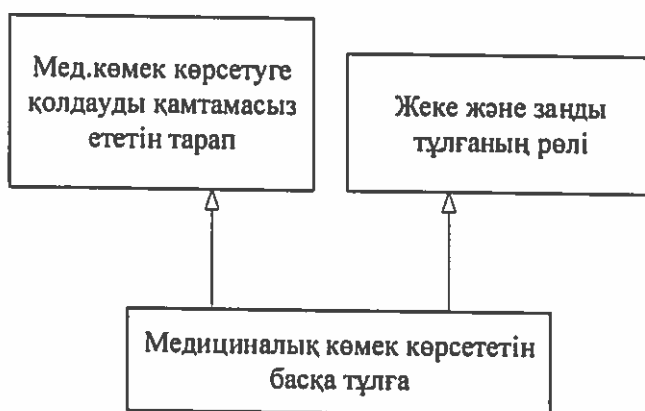 Мед.көмек көрсетуге
қолдауды қамтамасыз
ететін тарап
Жеке және заңды
тұлғаның рөлі
Медициналық көмек көрсететін
басқа тұлға